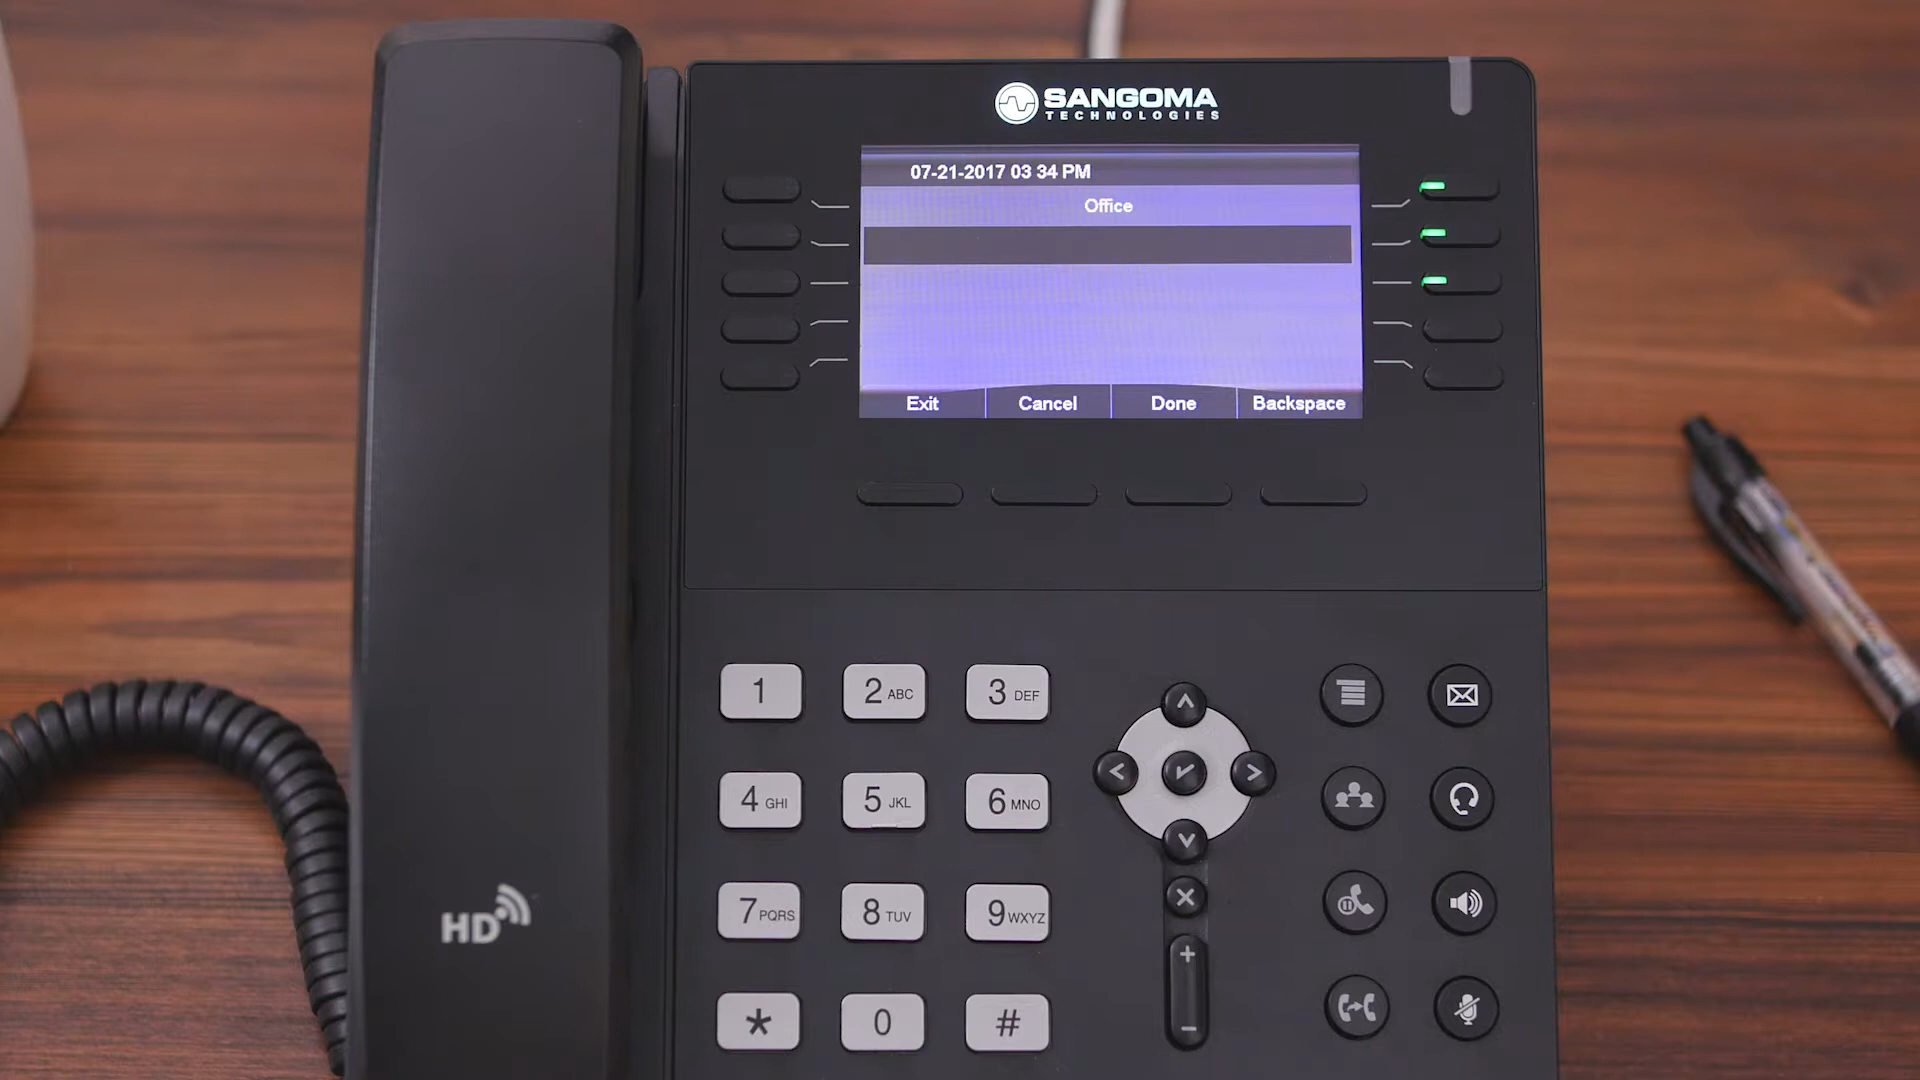 SANGOMA
TECHNOLOGIES
07-21-2017 03 34 PM
Office
Exit Cancel Done Backspace
1 2 ABC 3 DEF
4 GHI 5 JKL 6 MNO
7 PQRS 8 TUV 9 WXYZ
* 0 #
HD
+
-